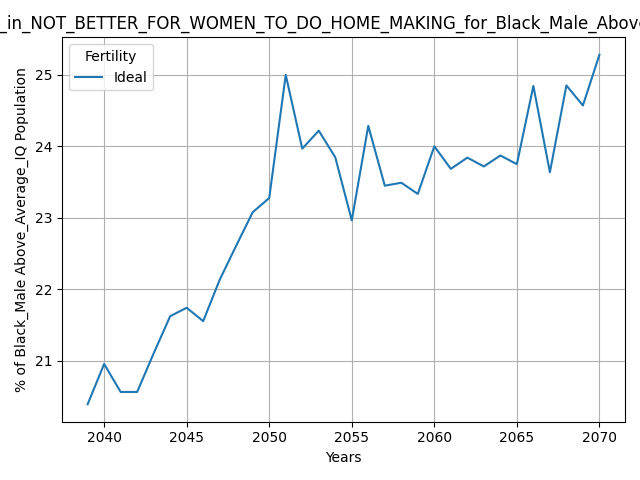 _in_NOT_BETTER_FOR_WOMEN_TO_DO_HOME_MAKING_for_Black_Male_Above
Fertility
Ideal
% of Black_Male Above_Average_IQ Population
25
24
23
22
21
2040 2045 2050 2055 2060 2065 2070
Years